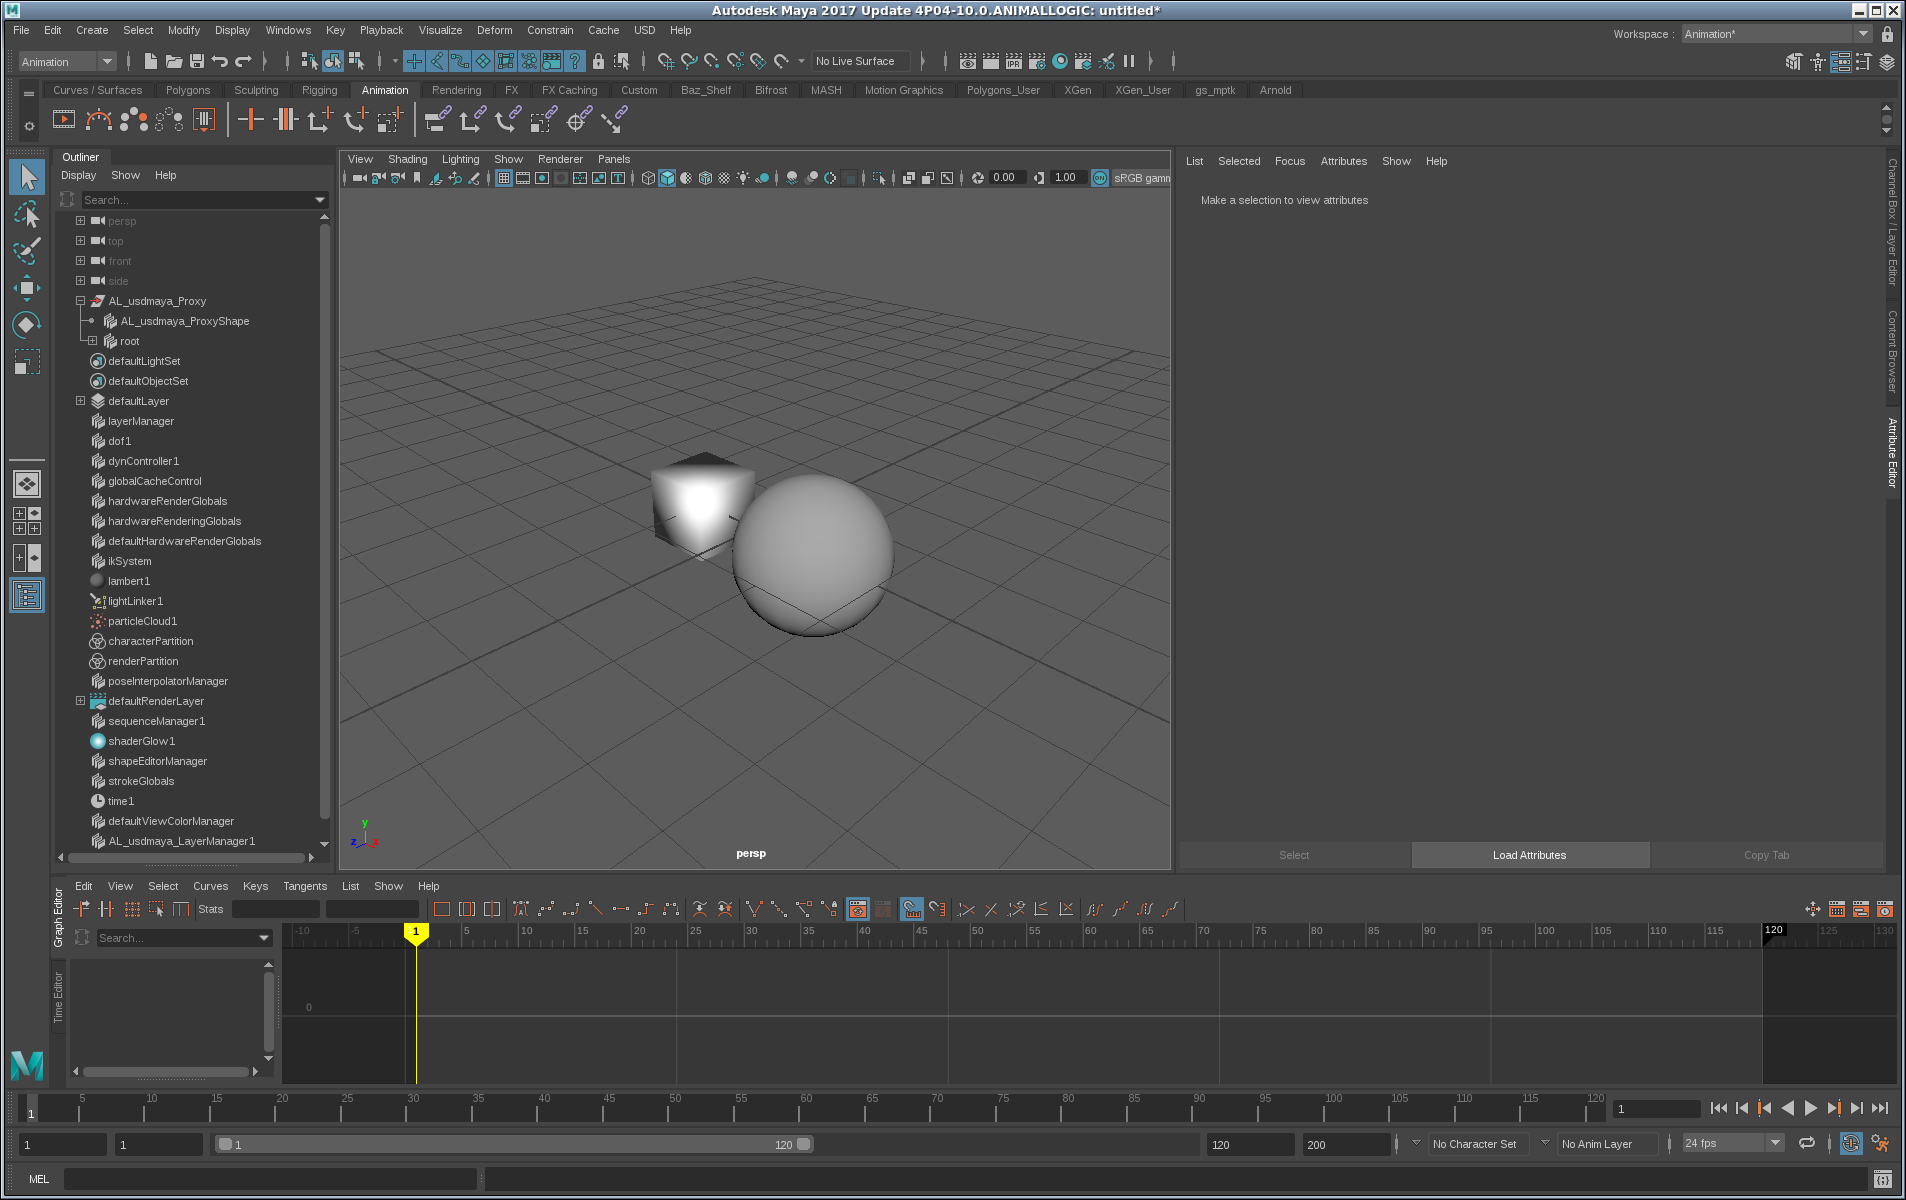 Autodesk Maya 2017 Update 4P04-10.0.ANIMALLOGIC: untitled*
File Edit Create Select Modify Display Windows Key Playback Visualize Deform Constrain Cache USD Help
Workspace : Animation*
Animation No Live Surface
Curves / Surfaces Polygons Sculpting Rigging Animation Rendering FX FX Caching Custom Baz_Shelf Bifrost MASH Motion Graphics Polygons_User XGen XGen_User gs_mptk Arnold
Outliner
Display Show Help
Search...
persp
top
front
side
AL_usdmaya_Proxy
AL_usdmaya_ProxyShape
root
defaultLightSet
defaultObjectSet
defaultLayer
layerManager
dof1
dynController1
globalCacheControl
hardwareRenderGlobals
hardwareRenderingGlobals
defaultHardwareRenderGlobals
ikSystem
lambert1
lightLinker1
particleCloud1
characterPartition
renderPartition
poseInterpolatorManager
defaultRenderLayer
sequenceManager1
shaderGlow1
shapeEditorManager
strokeGlobals
time1
defaultViewColorManager
AL_usdmaya_LayerManager1
View Shading Lighting Show Renderer Panels
0.00 1.00 ON sRGB gamm
y
z x
persp
List Selected Focus Attributes Show Help
Make a selection to view attributes
Select Load Attributes Copy Tab
Channel Box / Layer Editor
Content Browser
Attribute Editor
Graph Editor
Time Editor
Edit View Select Curves Keys Tangents List Show Help
Stats
Search...
-10 -5 1 5 10 15 20 25 30 35 40 45 50 55 60 65 70 75 80 85 90 95 100 105 110 115 120 125 130
0
1 5 10 15 20 25 30 35 40 45 50 55 60 65 70 75 80 85 90 95 100 105 110 115 120 1
1 1 1 120 120 200 No Character Set No Anim Layer 24 fps
MEL